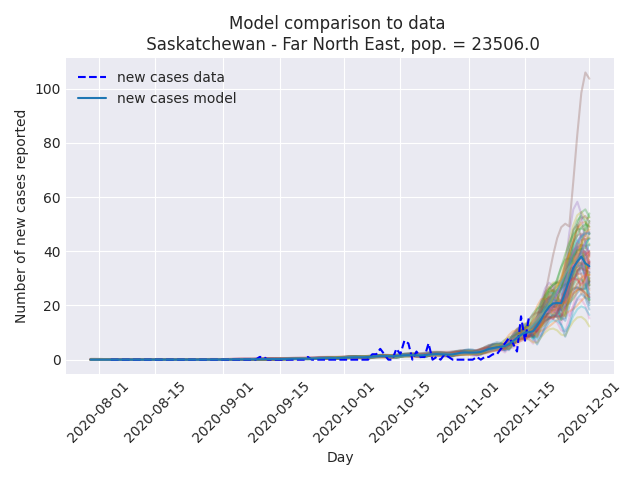 Model comparison to data
Saskatchewan - Far North East, pop. = 23506.0
new cases data
new cases model
Number of new cases reported
100
80
60
40
20
0
2020-08-01
2020-08-15
2020-09-01
2020-09-15
2020-10-01
2020-10-15
2020-11-01
2020-11-15
2020-12-01
Day